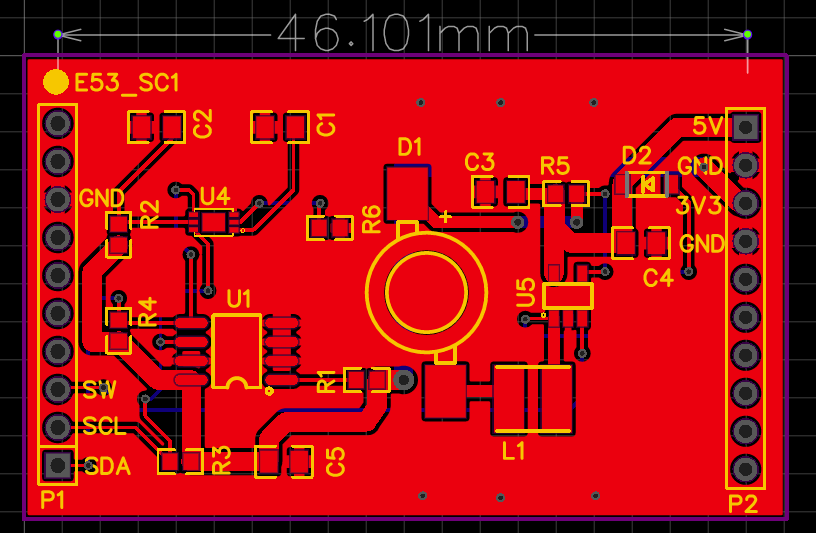 46.101mm
E53_SC1
C2
C1
D1
C3
R5
D2
5V
GND
3V3
GND
GND
R2
U4
R6
C4
U5
U1
R4
R1
SW
SCL
SDA
R3
C5
L1
P1
P2
+